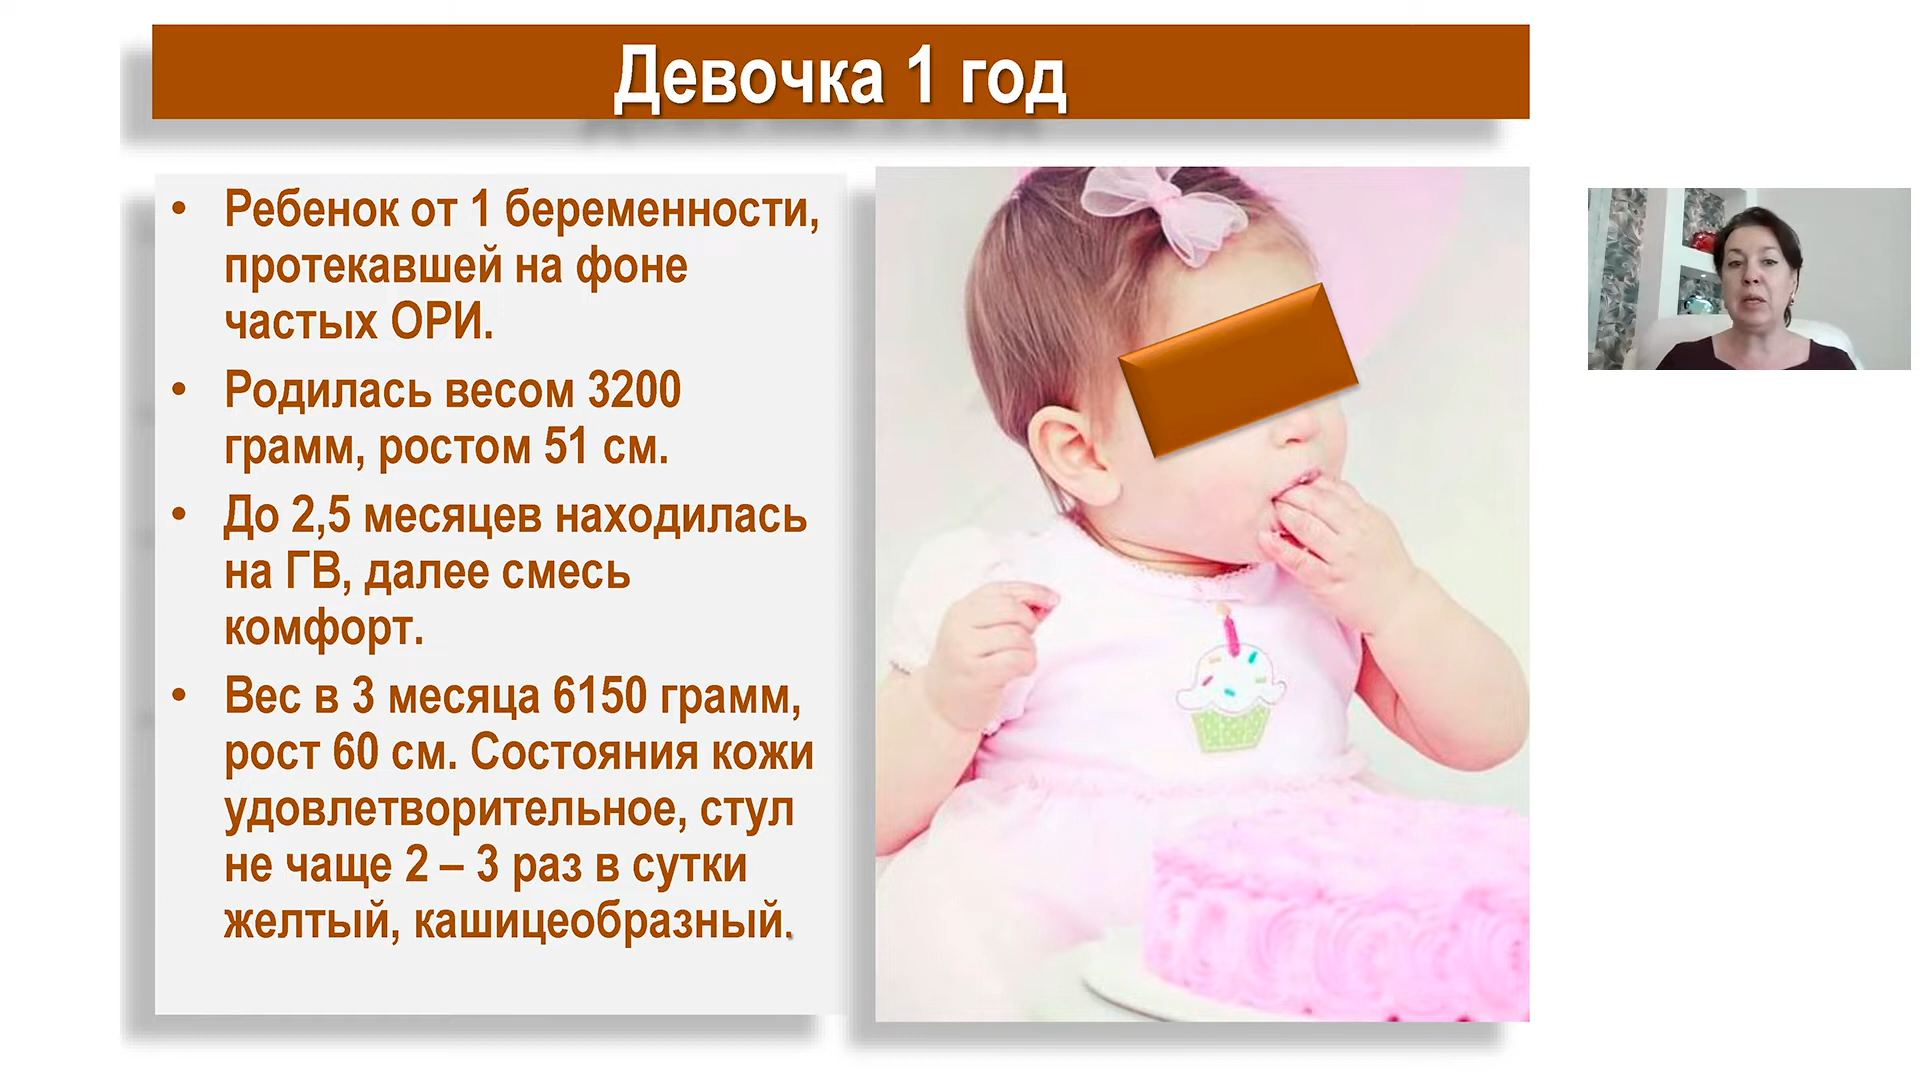 Девочка 1 год
• Ребенок от 1 беременности,
протекавшей на фоне
частых ОРИ.
• Родилась весом 3200
грамм, ростом 51 см.
• До 2,5 месяцев находилась
на ГВ, далее смесь
комфорт.
• Вес в 3 месяца 6150 грамм,
рост 60 см. Состояния кожи
удовлетворительное, стул
не чаще 2 – 3 раз в сутки
желтый, кашицеобразный.